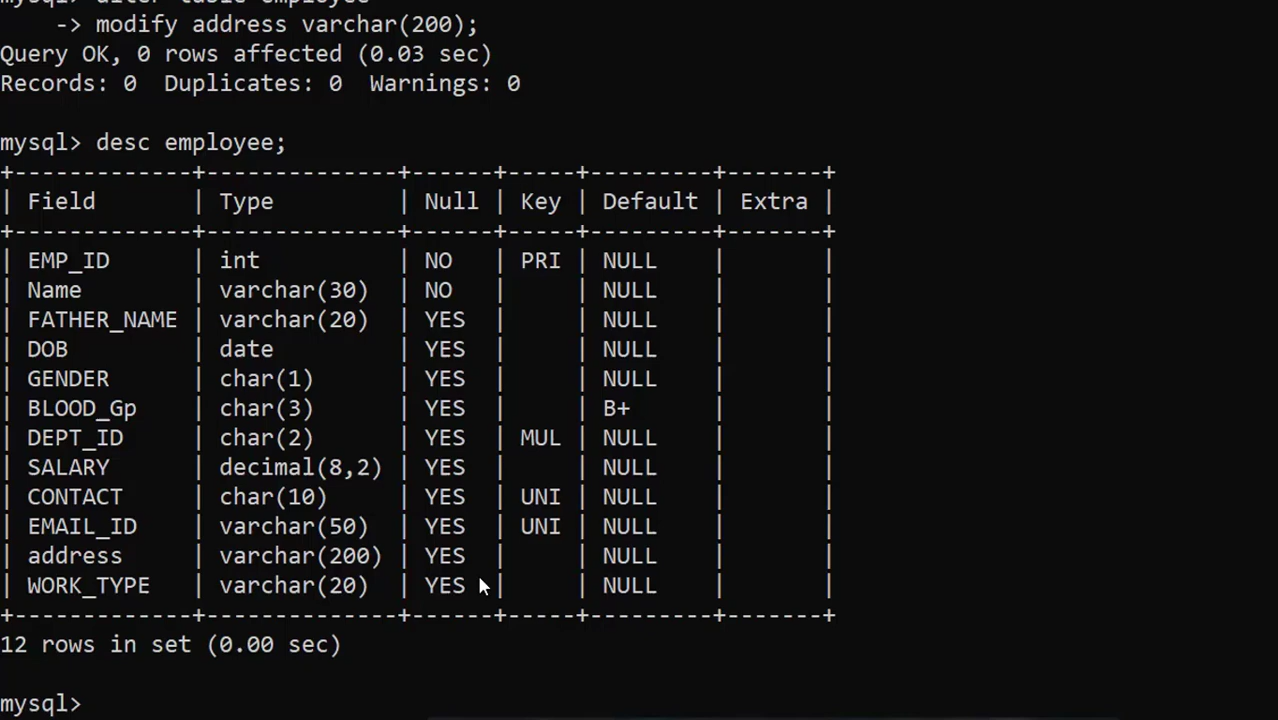 mysql> alter table employee
    -> modify address varchar(200);
Query OK, 0 rows affected (0.03 sec)
Records: 0  Duplicates: 0  Warnings: 0

mysql> desc employee;
+-------------+--------------+------+-----+---------+-------+
| Field       | Type         | Null | Key | Default | Extra |
+-------------+--------------+------+-----+---------+-------+
| EMP_ID      | int          | NO   | PRI | NULL    |       |
| Name        | varchar(30)  | NO   |     | NULL    |       |
| FATHER_NAME | varchar(20)  | YES  |     | NULL    |       |
| DOB         | date         | YES  |     | NULL    |       |
| GENDER      | char(1)      | YES  |     | NULL    |       |
| BLOOD_Gp    | char(3)      | YES  |     | B+      |       |
| DEPT_ID     | char(2)      | YES  | MUL | NULL    |       |
| SALARY      | decimal(8,2) | YES  |     | NULL    |       |
| CONTACT     | char(10)     | YES  | UNI | NULL    |       |
| EMAIL_ID    | varchar(50)  | YES  | UNI | NULL    |       |
| address     | varchar(200) | YES  |     | NULL    |       |
| WORK_TYPE   | varchar(20)  | YES  |     | NULL    |       |
+-------------+--------------+------+-----+---------+-------+
12 rows in set (0.00 sec)

mysql>